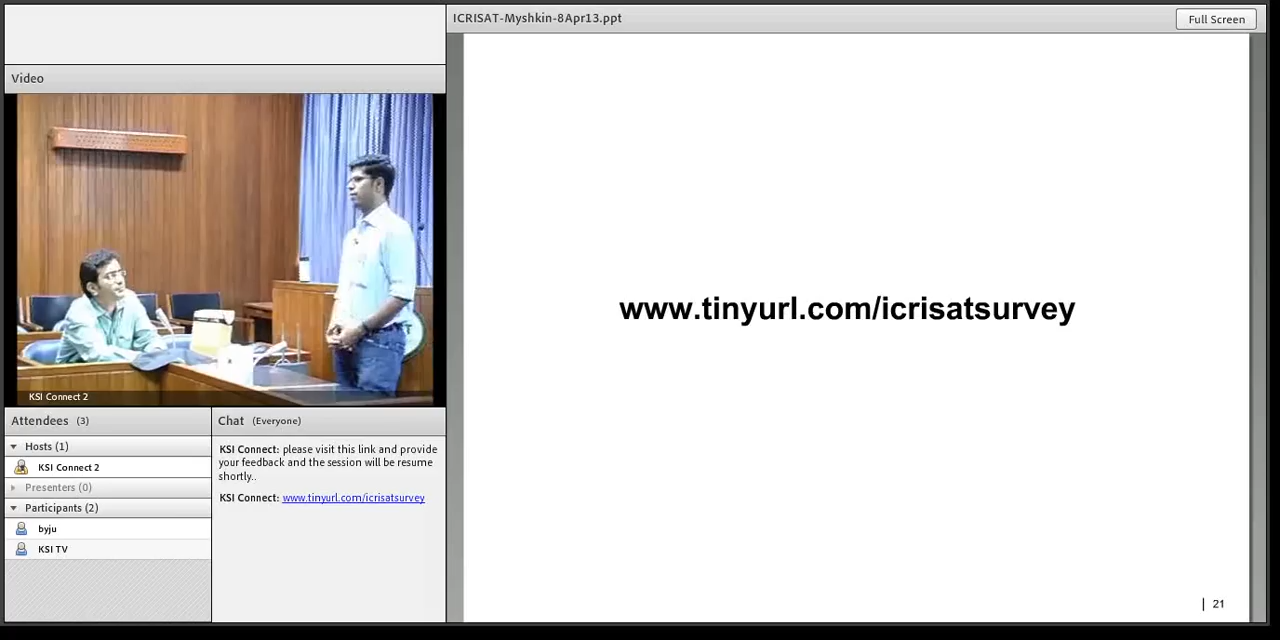 ICRISAT-Myshkin-8Apr13.ppt
Full Screen
Video
KSI Connect 2
Attendees (3)
Hosts (1)
KSI Connect 2
Presenters (0)
Participants (2)
byju
KSI TV
Chat (Everyone)
KSI Connect: please visit this link and provide
your feedback and the session will be resume
shortly..
KSI Connect: www.tinyurl.com/icrisatsurvey
www.tinyurl.com/icrisatsurvey
| 21